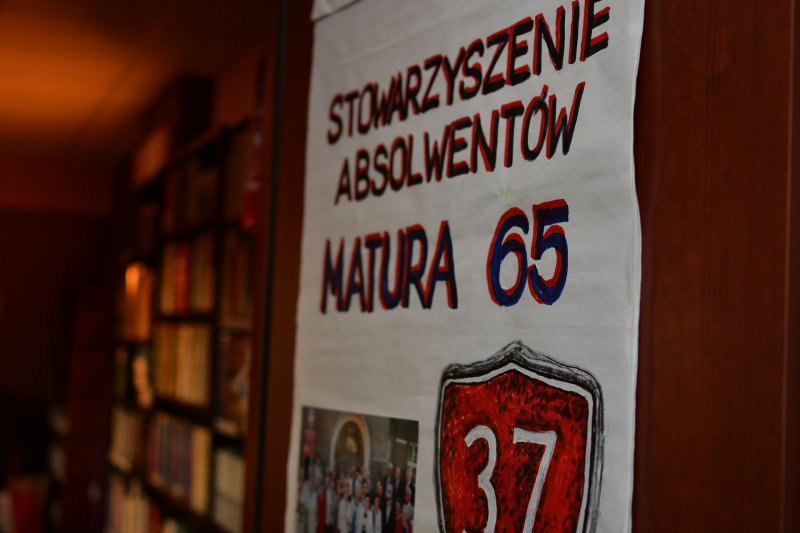 STOWARZYSZENIE
ABSOLWENTÓW
MATURA 65
37